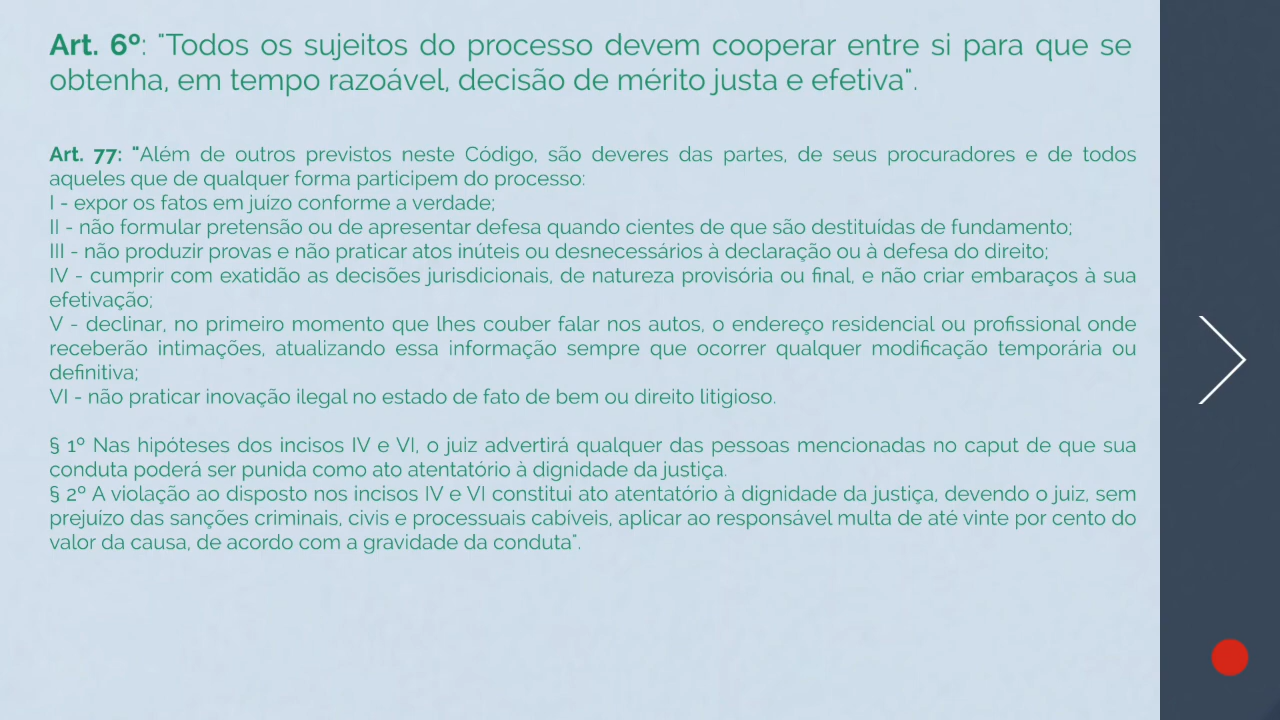 Art. 6º: "Todos os sujeitos do processo devem cooperar entre si para que se
obtenha, em tempo razoável, decisão de mérito justa e efetiva".
Art. 77: "Além de outros previstos neste Código, são deveres das partes, de seus procuradores e de todos
aqueles que de qualquer forma participem do processo:
I - expor os fatos em juízo conforme a verdade;
II - não formular pretensão ou de apresentar defesa quando cientes de que são destituídas de fundamento;
III - não produzir provas e não praticar atos inúteis ou desnecessários à declaração ou à defesa do direito;
IV - cumprir com exatidão as decisões jurisdicionais, de natureza provisória ou final, e não criar embaraços à sua
efetivação;
V - declinar, no primeiro momento que lhes couber falar nos autos, o endereço residencial ou profissional onde
receberão intimações, atualizando essa informação sempre que ocorrer qualquer modificação temporária ou
definitiva;
VI - não praticar inovação ilegal no estado de fato de bem ou direito litigioso.
§ 1º Nas hipóteses dos incisos IV e VI, o juiz advertirá qualquer das pessoas mencionadas no caput de que sua
conduta poderá ser punida como ato atentatório à dignidade da justiça.
§ 2º A violação ao disposto nos incisos IV e VI constitui ato atentatório à dignidade da justiça, devendo o juiz, sem
prejuízo das sanções criminais, civis e processuais cabíveis, aplicar ao responsável multa de até vinte por cento do
valor da causa, de acordo com a gravidade da conduta".